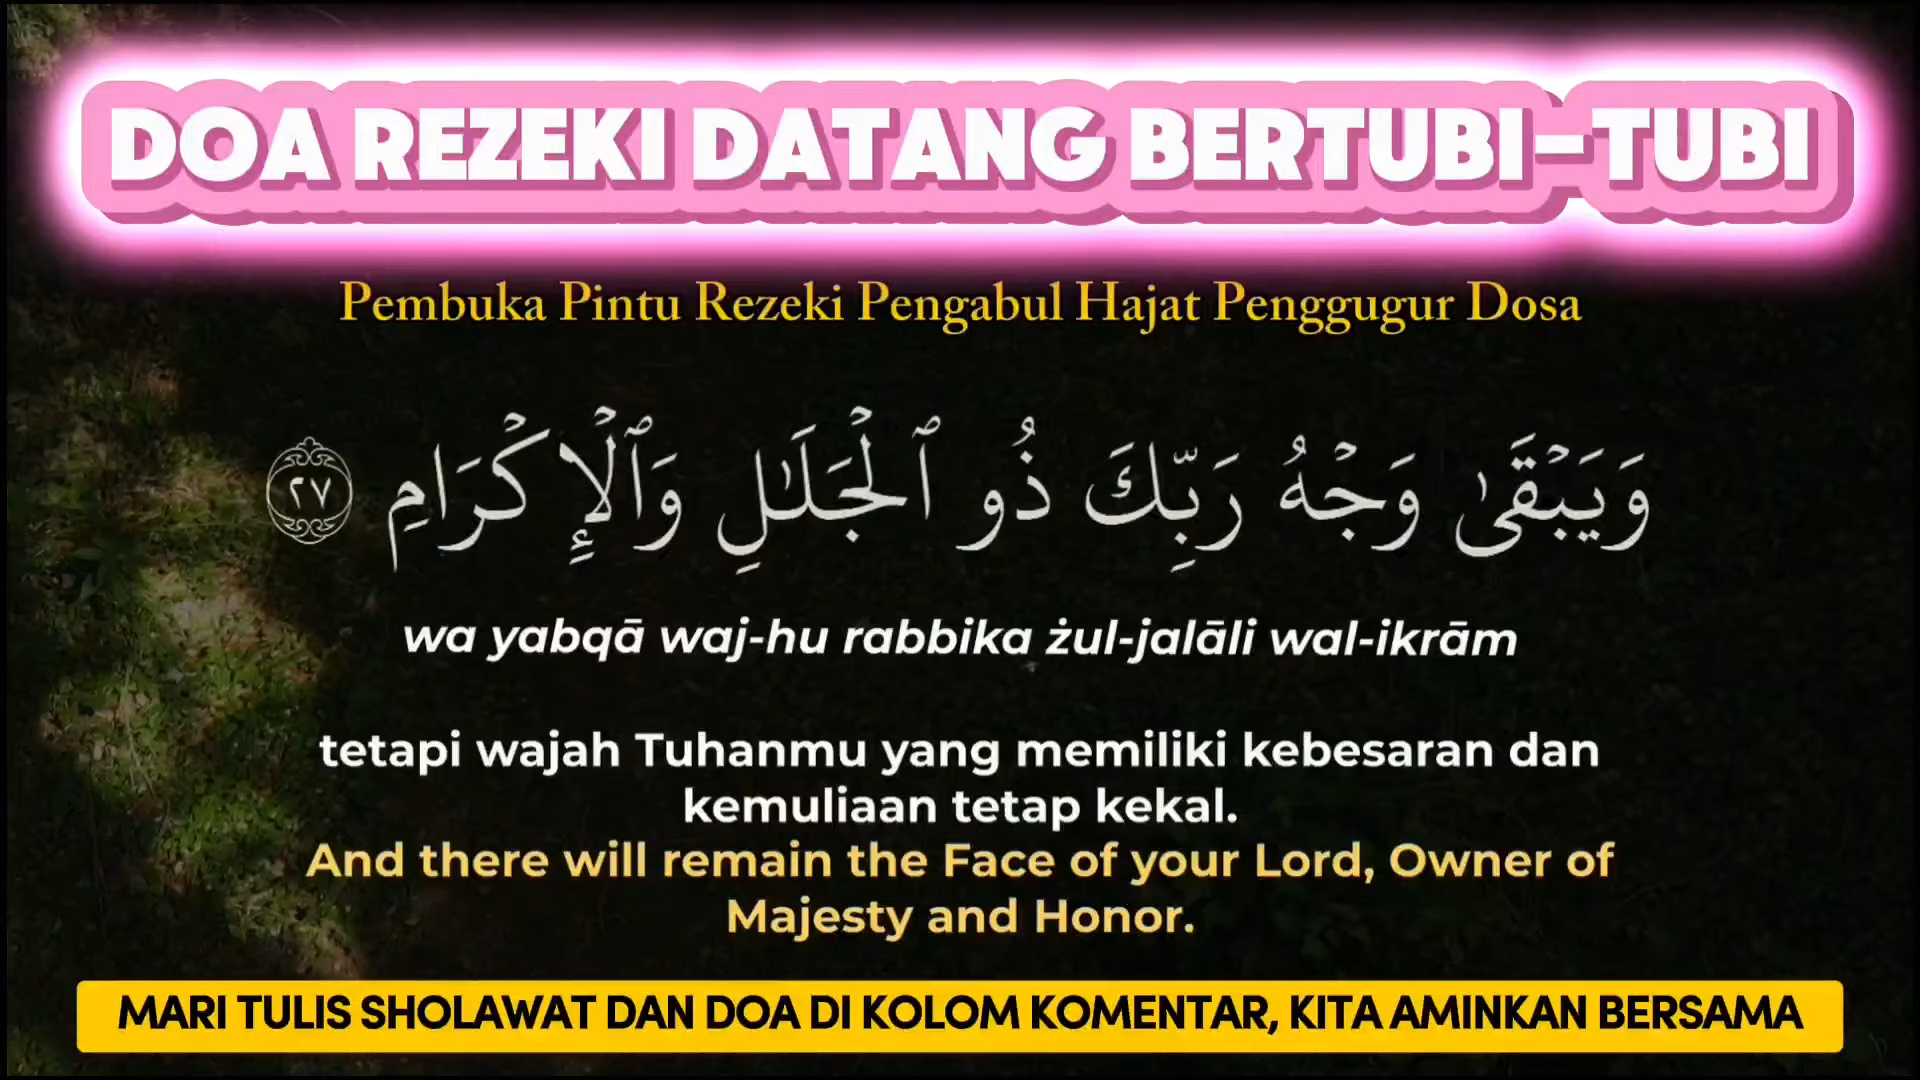 DOA REZEKI DATANG BERTUBI-TUBI
Pembuka Pintu Rezeki Pengabul Hajat Penggugur Dosa
وَيَبْقَىٰ وَجْهُ رَبِّكَ ذُو ٱلْجَلَـٰلِ وَٱلْإِكْرَامِ ٢٧
wa yabqā waj-hu rabbika żul-jalāli wal-ikrām
tetapi wajah Tuhanmu yang memiliki kebesaran dan
kemuliaan tetap kekal.
And there will remain the Face of your Lord, Owner of
Majesty and Honor.
MARI TULIS SHOLAWAT DAN DOA DI KOLOM KOMENTAR, KITA AMINKAN BERSAMA